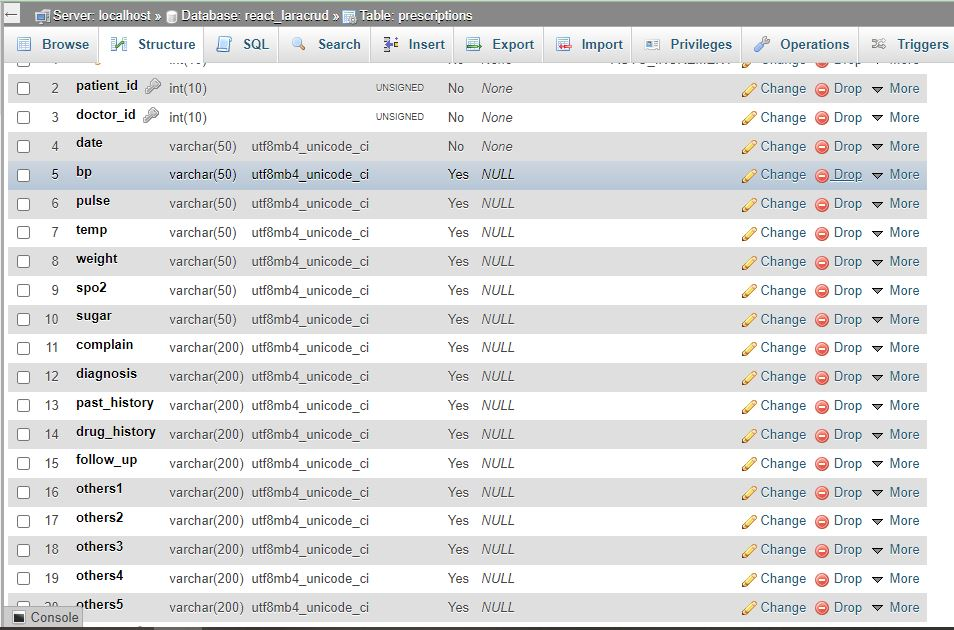 Server: localhost » Database: react_laracrud » Table: prescriptions
Browse Structure SQL Search Insert Export Import Privileges Operations Triggers
2 patient_id int(10) UNSIGNED No None Change Drop More
3 doctor_id int(10) UNSIGNED No None Change Drop More
4 date varchar(50) utf8mb4_unicode_ci No None Change Drop More
5 bp varchar(50) utf8mb4_unicode_ci Yes NULL Change Drop More
6 pulse varchar(50) utf8mb4_unicode_ci Yes NULL Change Drop More
7 temp varchar(50) utf8mb4_unicode_ci Yes NULL Change Drop More
8 weight varchar(50) utf8mb4_unicode_ci Yes NULL Change Drop More
9 spo2 varchar(50) utf8mb4_unicode_ci Yes NULL Change Drop More
10 sugar varchar(50) utf8mb4_unicode_ci Yes NULL Change Drop More
11 complain varchar(200) utf8mb4_unicode_ci Yes NULL Change Drop More
12 diagnosis varchar(200) utf8mb4_unicode_ci Yes NULL Change Drop More
13 past_history varchar(200) utf8mb4_unicode_ci Yes NULL Change Drop More
14 drug_history varchar(200) utf8mb4_unicode_ci Yes NULL Change Drop More
15 follow_up varchar(200) utf8mb4_unicode_ci Yes NULL Change Drop More
16 others1 varchar(200) utf8mb4_unicode_ci Yes NULL Change Drop More
17 others2 varchar(200) utf8mb4_unicode_ci Yes NULL Change Drop More
18 others3 varchar(200) utf8mb4_unicode_ci Yes NULL Change Drop More
19 others4 varchar(200) utf8mb4_unicode_ci Yes NULL Change Drop More
20 others5 varchar(200) utf8mb4_unicode_ci Yes NULL Change Drop More
Console